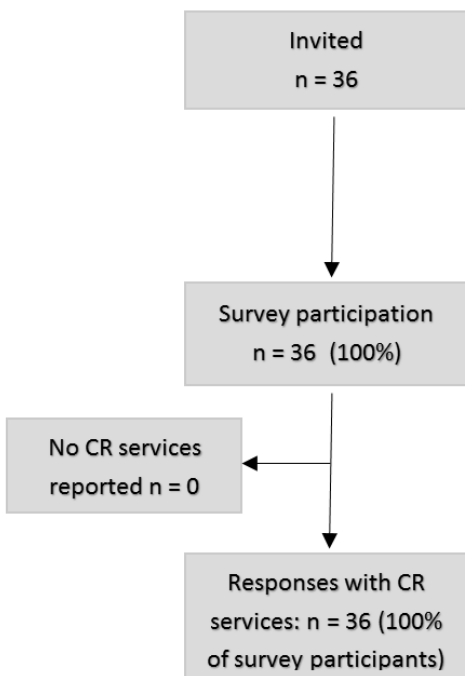 Invited
n = 36
Survey participation
n = 36 (100%)
No CR services
reported n = 0
Responses with CR
services: n = 36 (100%
of survey participants)